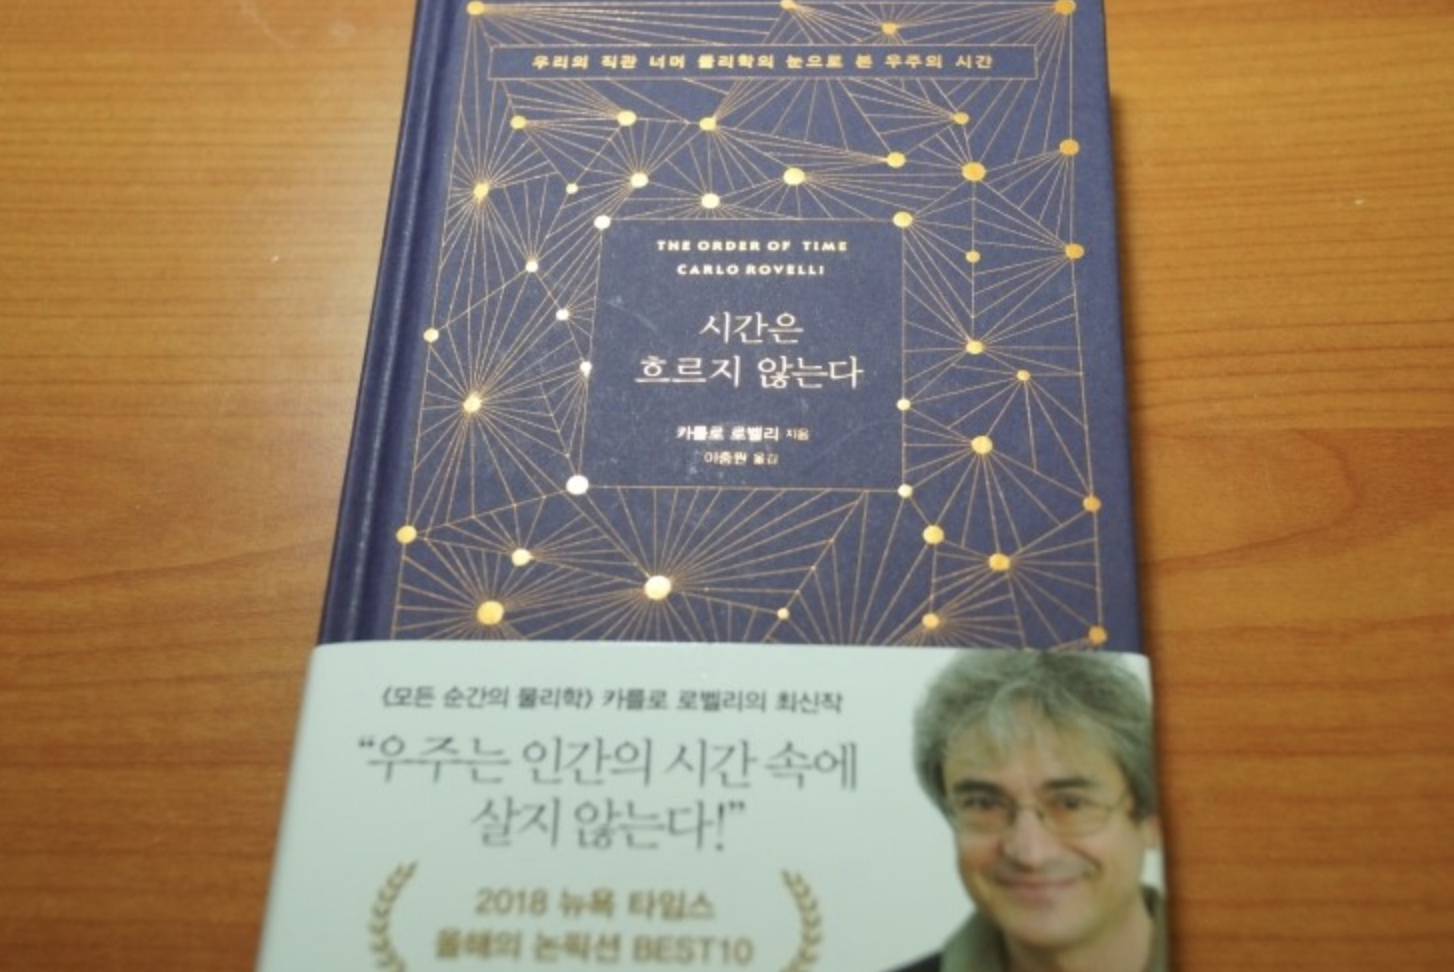 우리의 직관 너머 물리학의 눈으로 본 우주의 시간
THE ORDER OF TIME
CARLO ROVELLI
시간은
흐르지 않는다
카를로 로벨리 지음
이중원 옮김
《모든 순간의 물리학》 카를로 로벨리의 최신작
“우주는 인간의 시간 속에
살지 않는다!”
2018 뉴욕 타임스
올해의 논픽션 BEST10